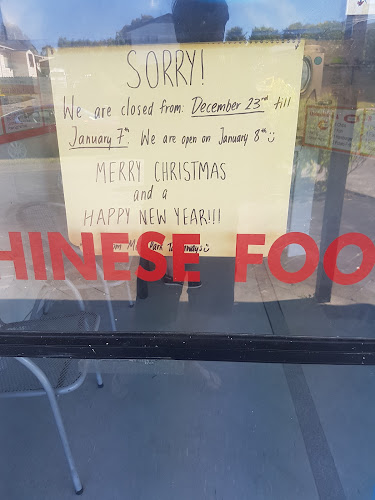 SORRY!
We are closed from: December 23rd till
January 7th. We are open on January 8th
MERRY CHRISTMAS
and a
HAPPY NEW YEAR!!!
HINESE FOO